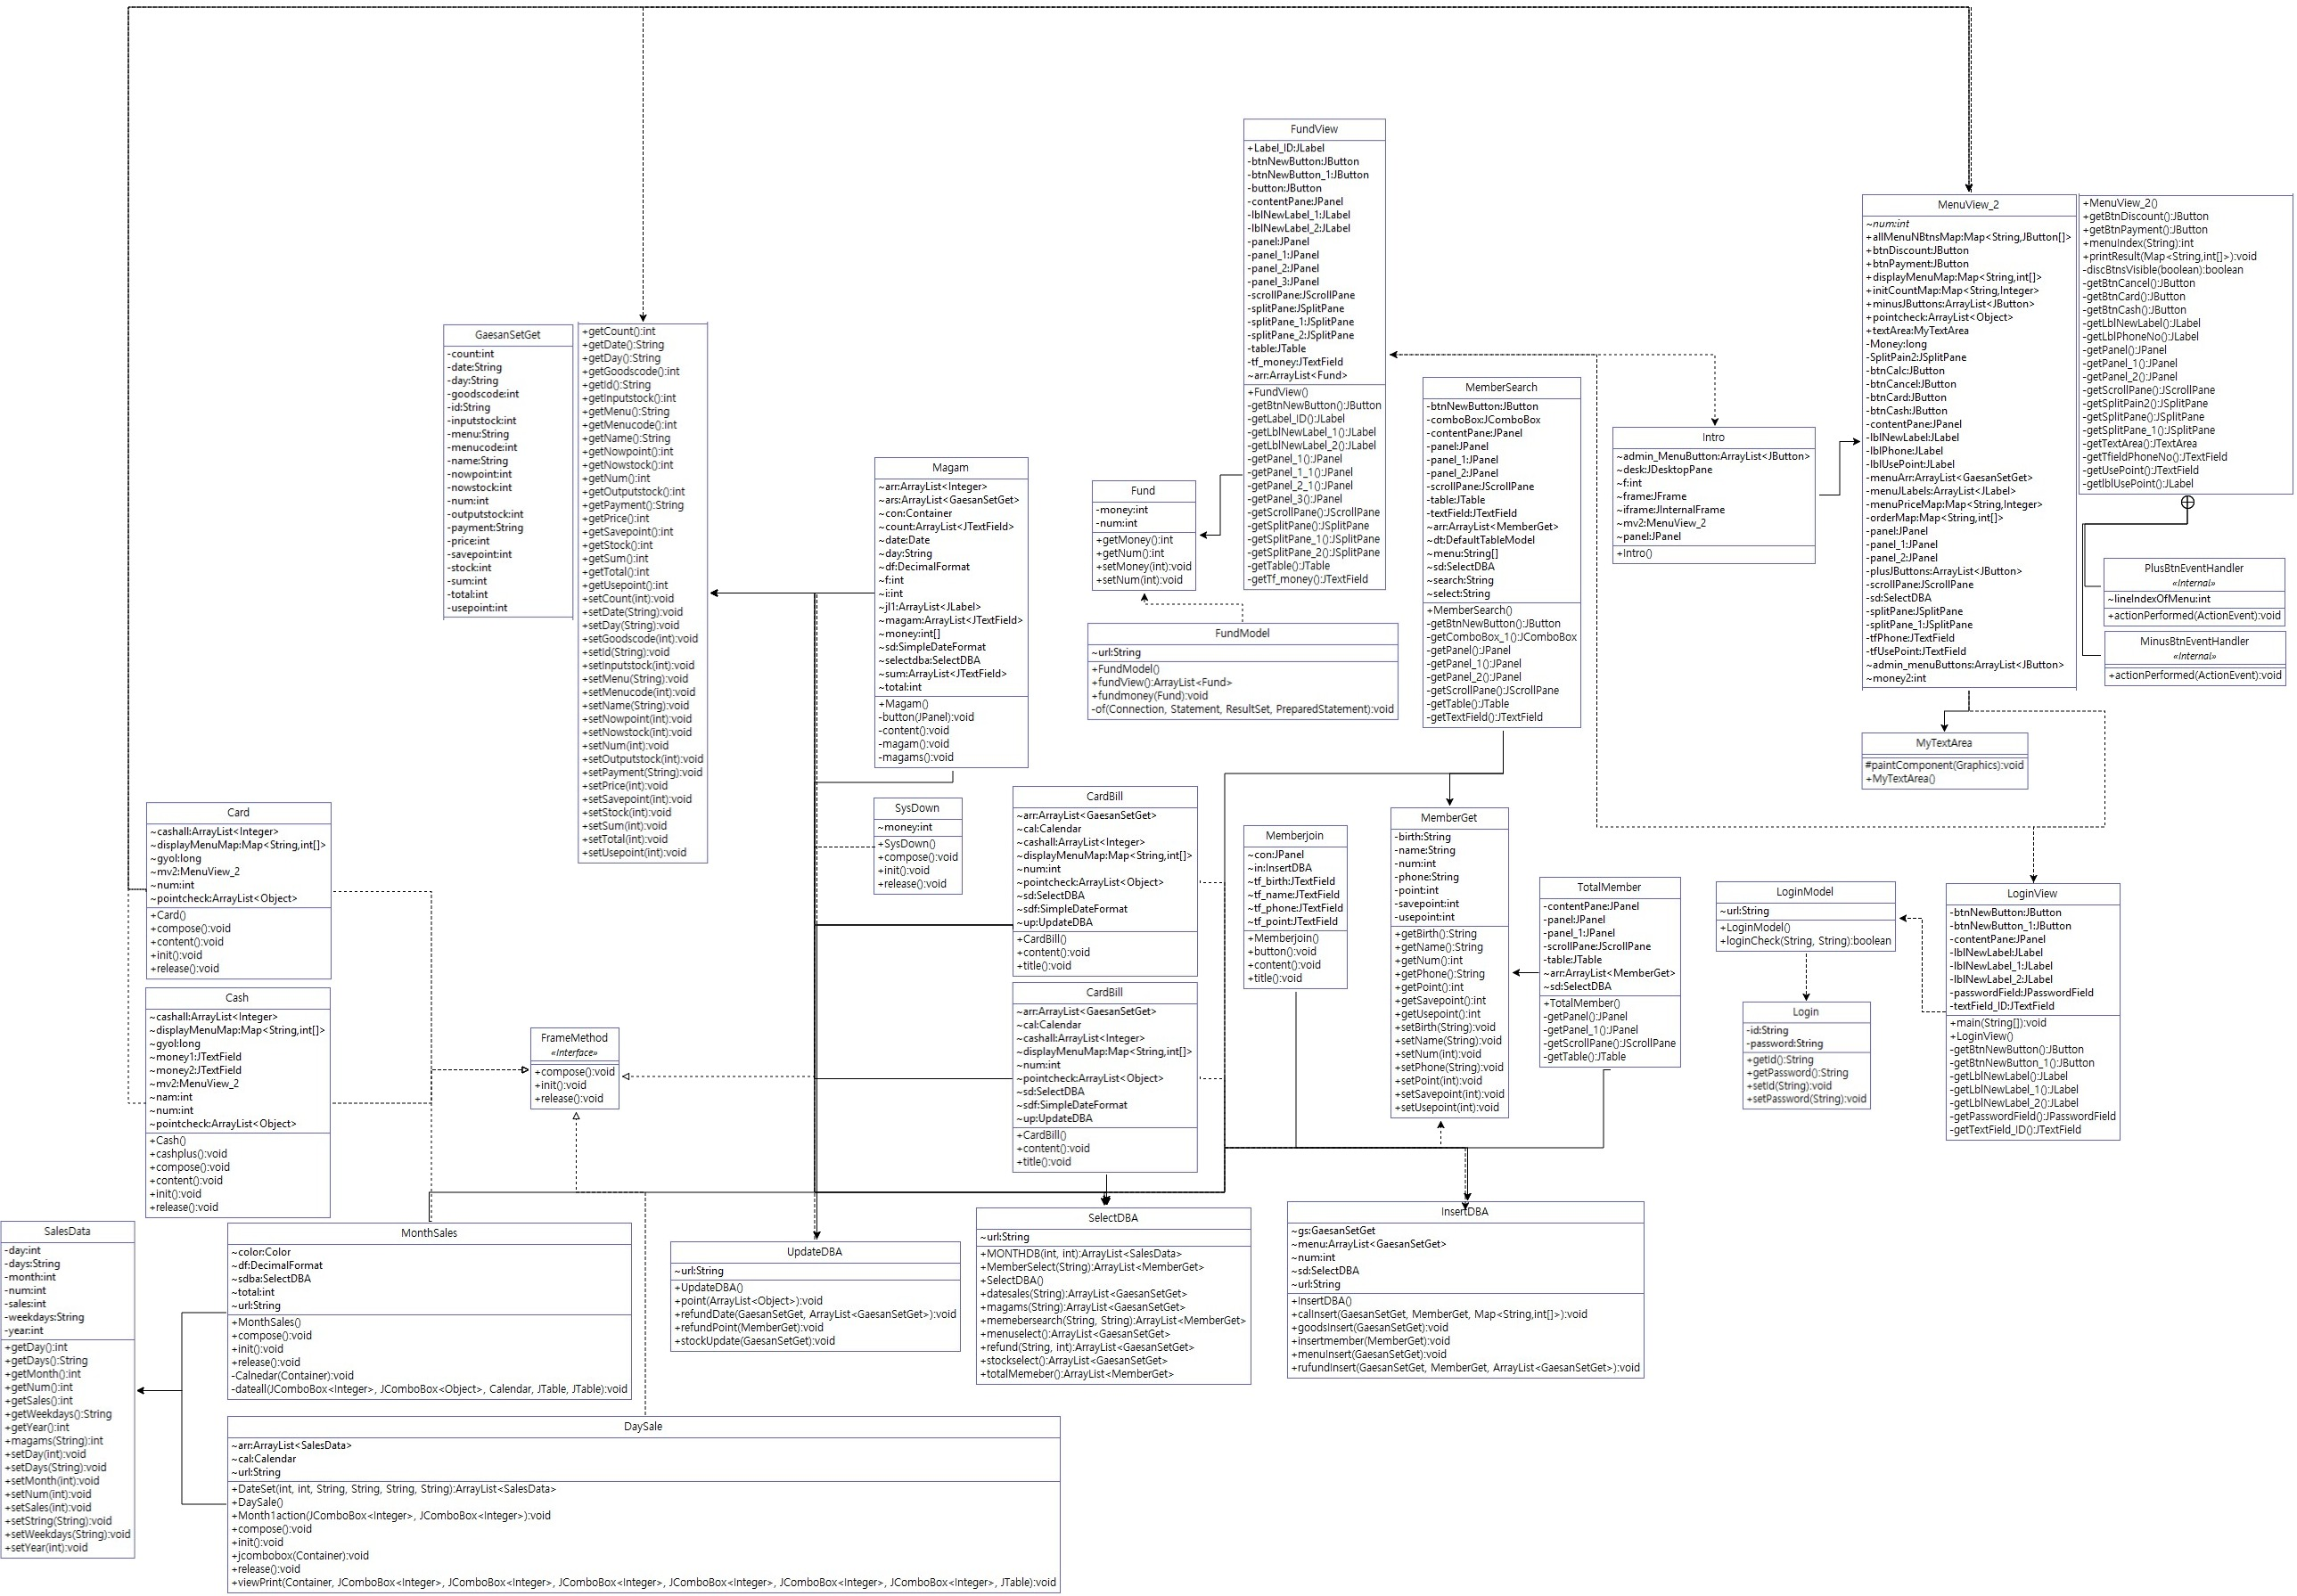 FundView
+Label_ID:JLabel
-btnNewButton:JButton
-btnNewButton_1:JButton
-button:JButton
-contentPane:JPanel
-lblNewLabel_1:JLabel
-lblNewLabel_2:JLabel
-panel:JPanel
-panel_1:JPanel
-panel_2:JPanel
-panel_3:JPanel
-scrollPane:JScrollPane
-splitPane:JSplitPane
-splitPane_1:JSplitPane
-splitPane_2:JSplitPane
-table:JTable
-tf_money:JTextField
~arr:ArrayList<Fund>
+FundView()
-getBtnNewButton():JButton
-getLabel_ID():JLabel
-getLblNewLabel_1():JLabel
-getLblNewLabel_2():JLabel
-getPanel_1():JPanel
-getPanel_1_1():JPanel
-getPanel_2_1():JPanel
-getPanel_3():JPanel
-getScrollPane():JScrollPane
-getSplitPane():JSplitPane
-getSplitPane_1():JSplitPane
-getSplitPane_2():JSplitPane
-getTable():JTable
-getTf_money():JTextField
MenuView_2
~num:int
+allMenuNBtnsMap:Map<String,JButton[]>
+btnDiscount:JButton
+btnPayment:JButton
+displayMenuMap:Map<String,int[]>
+initCountMap:Map<String,Integer>
+minusJButtons:ArrayList<JButton>
+pointcheck:ArrayList<Object>
+textArea:MyTextArea
-Money:long
-SplitPain2:JSplitPane
-btnCalc:JButton
-btnCancel:JButton
-btnCard:JButton
-btnCash:JButton
-contentPane:JPanel
-lblNewLabel:JLabel
-lblPhone:JLabel
-lblUsePoint:JLabel
-menuArr:ArrayList<GaesanSetGet>
-menuJLabels:ArrayList<JLabel>
-menuPriceMap:Map<String,Integer>
-orderMap:Map<String,int[]>
-panel:JPanel
-panel_1:JPanel
-panel_2:JPanel
-plusJButtons:ArrayList<JButton>
-scrollPane:JScrollPane
-sd:SelectDBA
-splitPane:JSplitPane
-splitPane_1:JSplitPane
-tfPhone:JTextField
-tfUsePoint:JTextField
~admin_menuButtons:ArrayList<JButton>
~money2:int
+MenuView_2()
+getBtnDiscount():JButton
+getBtnPayment():JButton
+menuIndex(String):int
+printResult(Map<String,int[]>):void
-discBtnsVisible(boolean):boolean
-getBtnCancel():JButton
-getBtnCard():JButton
-getBtnCash():JButton
-getLblNewLabel():JLabel
-getLblPhoneNo():JLabel
-getPanel():JPanel
-getPanel_1():JPanel
-getPanel_2():JPanel
-getScrollPane():JScrollPane
-getSplitPain2():JSplitPane
-getSplitPane():JSplitPane
-getSplitPane_1():JSplitPane
-getTextArea():JTextArea
-getTfieldPhoneNo():JTextField
-getUsePoint():JTextField
-getlblUsePoint():JLabel
GaesanSetGet
-count:int
-date:String
-day:String
-goodscode:int
-id:String
-inputstock:int
-menu:String
-menucode:int
-name:String
-nowpoint:int
-nowstock:int
-num:int
-outputstock:int
-payment:String
-price:int
-savepoint:int
-stock:int
-sum:int
-total:int
-usepoint:int
+getCount():int
+getDate():String
+getDay():String
+getGoodscode():int
+getId():String
+getInputstock():int
+getMenu():String
+getMenucode():int
+getName():String
+getNowpoint():int
+getNowstock():int
+getNum():int
+getOutputstock():int
+getPayment():String
+getPrice():int
+getSavepoint():int
+getStock():int
+getSum():int
+getTotal():int
+getUsepoint():int
+setCount(int):void
+setDate(String):void
+setDay(String):void
+setGoodscode(int):void
+setId(String):void
+setInputstock(int):void
+setMenu(String):void
+setMenucode(int):void
+setName(String):void
+setNowpoint(int):void
+setNowstock(int):void
+setNum(int):void
+setOutputstock(int):void
+setPayment(String):void
+setPrice(int):void
+setSavepoint(int):void
+setStock(int):void
+setSum(int):void
+setTotal(int):void
+setUsepoint(int):void
Magam
~arr:ArrayList<Integer>
~ars:ArrayList<GaesanSetGet>
~con:Container
~count:ArrayList<JTextField>
~date:Date
~day:String
~df:DecimalFormat
~f:int
~i:int
~jl1:ArrayList<JLabel>
~magam:ArrayList<JTextField>
~money:int[]
~sd:SimpleDateFormat
~selectdba:SelectDBA
~sum:ArrayList<JTextField>
~total:int
+Magam()
-button(JPanel):void
-content():void
-magam():void
-magams():void
Fund
-money:int
-num:int
+getMoney():int
+getNum():int
+setMoney(int):void
+setNum(int):void
FundModel
~url:String
+FundModel()
+fundView():ArrayList<Fund>
+fundmoney(Fund):void
-of(Connection, Statement, ResultSet, PreparedStatement):void
MemberSearch
-btnNewButton:JButton
-comboBox:JComboBox
-contentPane:JPanel
-panel:JPanel
-panel_1:JPanel
-panel_2:JPanel
-scrollPane:JScrollPane
-table:JTable
-textField:JTextField
~arr:ArrayList<MemberGet>
~dt:DefaultTableModel
~menu:String[]
~sd:SelectDBA
~search:String
~select:String
+MemberSearch()
-getBtnNewButton():JButton
-getComboBox_1():JComboBox
-getPanel():JPanel
-getPanel_1():JPanel
-getPanel_2():JPanel
-getScrollPane():JScrollPane
-getTable():JTable
-getTextField():JTextField
Intro
~admin_MenuButton:ArrayList<JButton>
~desk:JDesktopPane
~f:int
~frame:JFrame
~iframe:JInternalFrame
~mv2:MenuView_2
~panel:JPanel
+Intro()
PlusBtnEventHandler
«Internal»
~lineIndexOfMenu:int
+actionPerformed(ActionEvent):void
MinusBtnEventHandler
«Internal»
+actionPerformed(ActionEvent):void
MyTextArea
#paintComponent(Graphics):void
+MyTextArea()
Card
~cashall:ArrayList<Integer>
~displayMenuMap:Map<String,int[]>
~gyol:long
~mv2:MenuView_2
~num:int
~pointcheck:ArrayList<Object>
+Card()
+compose():void
+content():void
+init():void
+release():void
Cash
~cashall:ArrayList<Integer>
~displayMenuMap:Map<String,int[]>
~gyol:long
~money1:JTextField
~money2:JTextField
~mv2:MenuView_2
~nam:int
~num:int
~pointcheck:ArrayList<Object>
+Cash()
+cashplus():void
+compose():void
+content():void
+init():void
+release():void
SysDown
~money:int
+SysDown()
+compose():void
+init():void
+release():void
CardBill
~arr:ArrayList<GaesanSetGet>
~cal:Calendar
~cashall:ArrayList<Integer>
~displayMenuMap:Map<String,int[]>
~num:int
~pointcheck:ArrayList<Object>
~sd:SelectDBA
~sdf:SimpleDateFormat
~up:UpdateDBA
+CardBill()
+content():void
+title():void
CardBill
~arr:ArrayList<GaesanSetGet>
~cal:Calendar
~cashall:ArrayList<Integer>
~displayMenuMap:Map<String,int[]>
~num:int
~pointcheck:ArrayList<Object>
~sd:SelectDBA
~sdf:SimpleDateFormat
~up:UpdateDBA
+CardBill()
+content():void
+title():void
Memberjoin
~con:JPanel
~in:InsertDBA
~tf_birth:JTextField
~tf_name:JTextField
~tf_phone:JTextField
~tf_point:JTextField
+Memberjoin()
+button():void
+content():void
+title():void
MemberGet
-birth:String
-name:String
-num:int
-phone:String
-point:int
-savepoint:int
-usepoint:int
+getBirth():String
+getName():String
+getNum():int
+getPhone():String
+getPoint():int
+getSavepoint():int
+getUsepoint():int
+setBirth(String):void
+setName(String):void
+setNum(int):void
+setPhone(String):void
+setPoint(int):void
+setSavepoint(int):void
+setUsepoint(int):void
TotalMember
-contentPane:JPanel
-panel:JPanel
-panel_1:JPanel
-scrollPane:JScrollPane
-table:JTable
~arr:ArrayList<MemberGet>
~sd:SelectDBA
+TotalMember()
-getPanel():JPanel
-getPanel_1():JPanel
-getScrollPane():JScrollPane
-getTable():JTable
LoginModel
~url:String
+LoginModel()
+loginCheck(String, String):boolean
Login
-id:String
-password:String
+getId():String
+getPassword():String
+setId(String):void
+setPassword(String):void
LoginView
-btnNewButton:JButton
-btnNewButton_1:JButton
-contentPane:JPanel
-lblNewLabel:JLabel
-lblNewLabel_1:JLabel
-lblNewLabel_2:JLabel
-passwordField:JPasswordField
-textField_ID:JTextField
+main(String[]):void
+LoginView()
-getBtnNewButton():JButton
-getBtnNewButton_1():JButton
-getLblNewLabel():JLabel
-getLblNewLabel_1():JLabel
-getLblNewLabel_2():JLabel
-getPasswordField():JPasswordField
-getTextField_ID():JTextField
FrameMethod
«Interface»
+compose():void
+init():void
+release():void
SalesData
-day:int
-days:String
-month:int
-num:int
-sales:int
-weekdays:String
-year:int
+getDay():int
+getDays():String
+getMonth():int
+getNum():int
+getSales():int
+getWeekdays():String
+getYear():int
+magams(String):int
+setDay(int):void
+setDays(String):void
+setMonth(int):void
+setNum(int):void
+setSales(int):void
+setString(String):void
+setWeekdays(String):void
+setYear(int):void
MonthSales
~color:Color
~df:DecimalFormat
~sdba:SelectDBA
~total:int
~url:String
+MonthSales()
+compose():void
+init():void
+release():void
-Calnedar(Container):void
-dateall(JComboBox<Integer>, JComboBox<Object>, Calendar, JTable, JTable):void
UpdateDBA
~url:String
+UpdateDBA()
+point(ArrayList<Object>):void
+refundDate(GaesanSetGet, ArrayList<GaesanSetGet>):void
+refundPoint(MemberGet):void
+stockUpdate(GaesanSetGet):void
SelectDBA
~url:String
+MONTHDB(int, int):ArrayList<SalesData>
+MemberSelect(String):ArrayList<MemberGet>
+SelectDBA()
+datesales(String):ArrayList<GaesanSetGet>
+magams(String):ArrayList<GaesanSetGet>
+memebersearch(String, String):ArrayList<MemberGet>
+menuselect():ArrayList<GaesanSetGet>
+refund(String, int):ArrayList<GaesanSetGet>
+stockselect():ArrayList<GaesanSetGet>
+totalMemeber():ArrayList<MemberGet>
InsertDBA
~gs:GaesanSetGet
~menu:ArrayList<GaesanSetGet>
~num:int
~sd:SelectDBA
~url:String
+InsertDBA()
+calInsert(GaesanSetGet, MemberGet, Map<String,int[]>):void
+goodsInsert(GaesanSetGet):void
+insertmember(MemberGet):void
+menuInsert(GaesanSetGet):void
+rufundInsert(GaesanSetGet, MemberGet, ArrayList<GaesanSetGet>):void
DaySale
~arr:ArrayList<SalesData>
~cal:Calendar
~url:String
+DateSet(int, int, String, String, String, String):ArrayList<SalesData>
+DaySale()
+Month1action(JComboBox<Integer>, JComboBox<Integer>):void
+compose():void
+init():void
+jcombobox(Container):void
+release():void
+viewPrint(Container, JComboBox<Integer>, JComboBox<Integer>, JComboBox<Integer>, JComboBox<Integer>, JComboBox<Integer>, JComboBox<Integer>, JTable):void